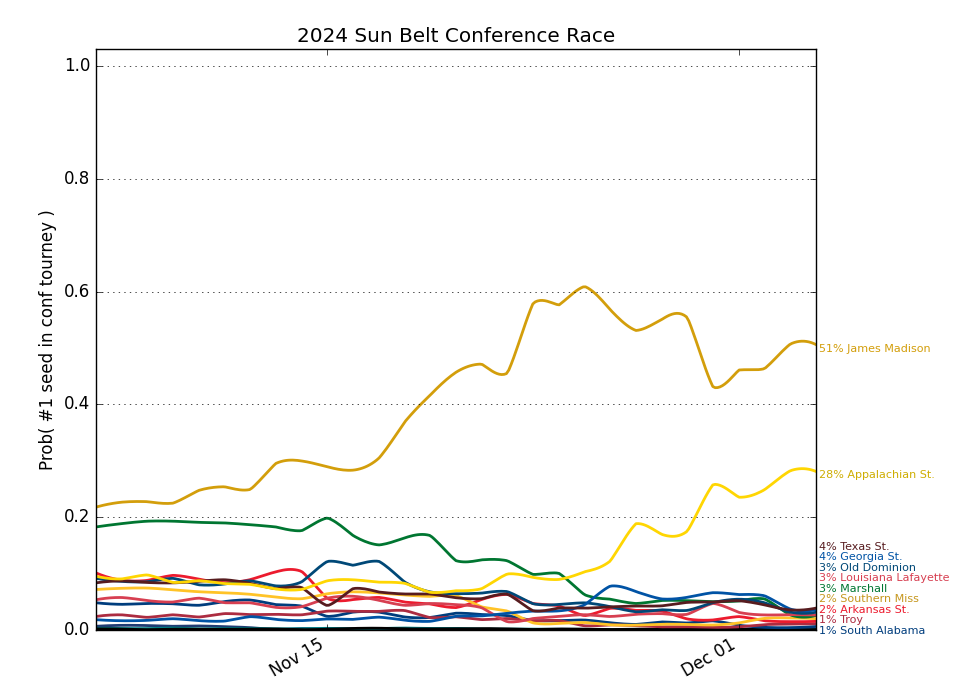 2024 Sun Belt Conference Race
Prob( #1 seed in conf tourney )
1.0
0.8
0.6
0.4
0.2
0.0
Nov 15
Dec 01
51% James Madison
28% Appalachian St.
4% Texas St.
4% Georgia St.
3% Old Dominion
3% Louisiana Lafayette
3% Marshall
2% Southern Miss
2% Arkansas St.
1% Troy
1% South Alabama